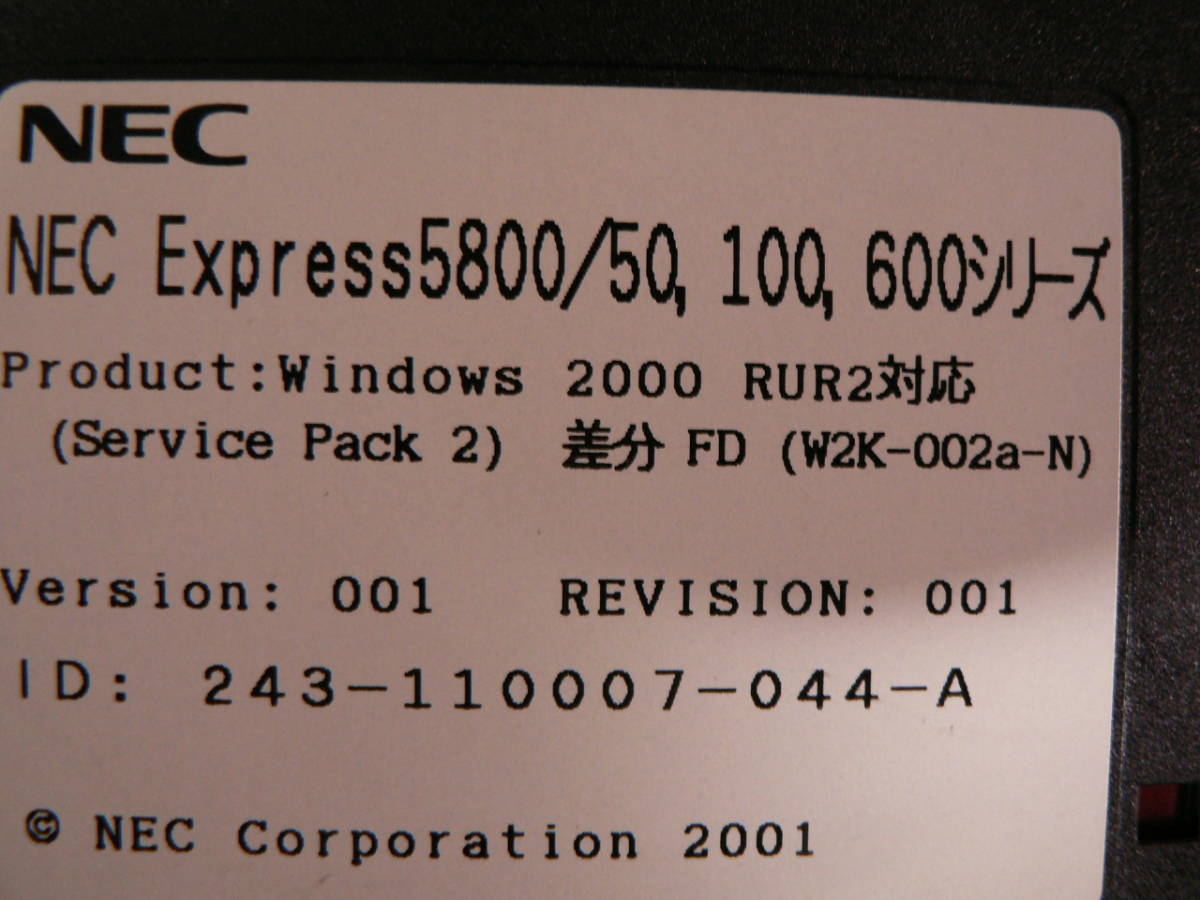 NEC
NEC Express5800/50, 100, 600シリーズ
Product:Windows 2000 RUR2対応
(Service Pack 2) 差分 FD (W2K-002a-N)
Version: 001 REVISION: 001
ID: 243-110007-044-A
© NEC Corporation 2001